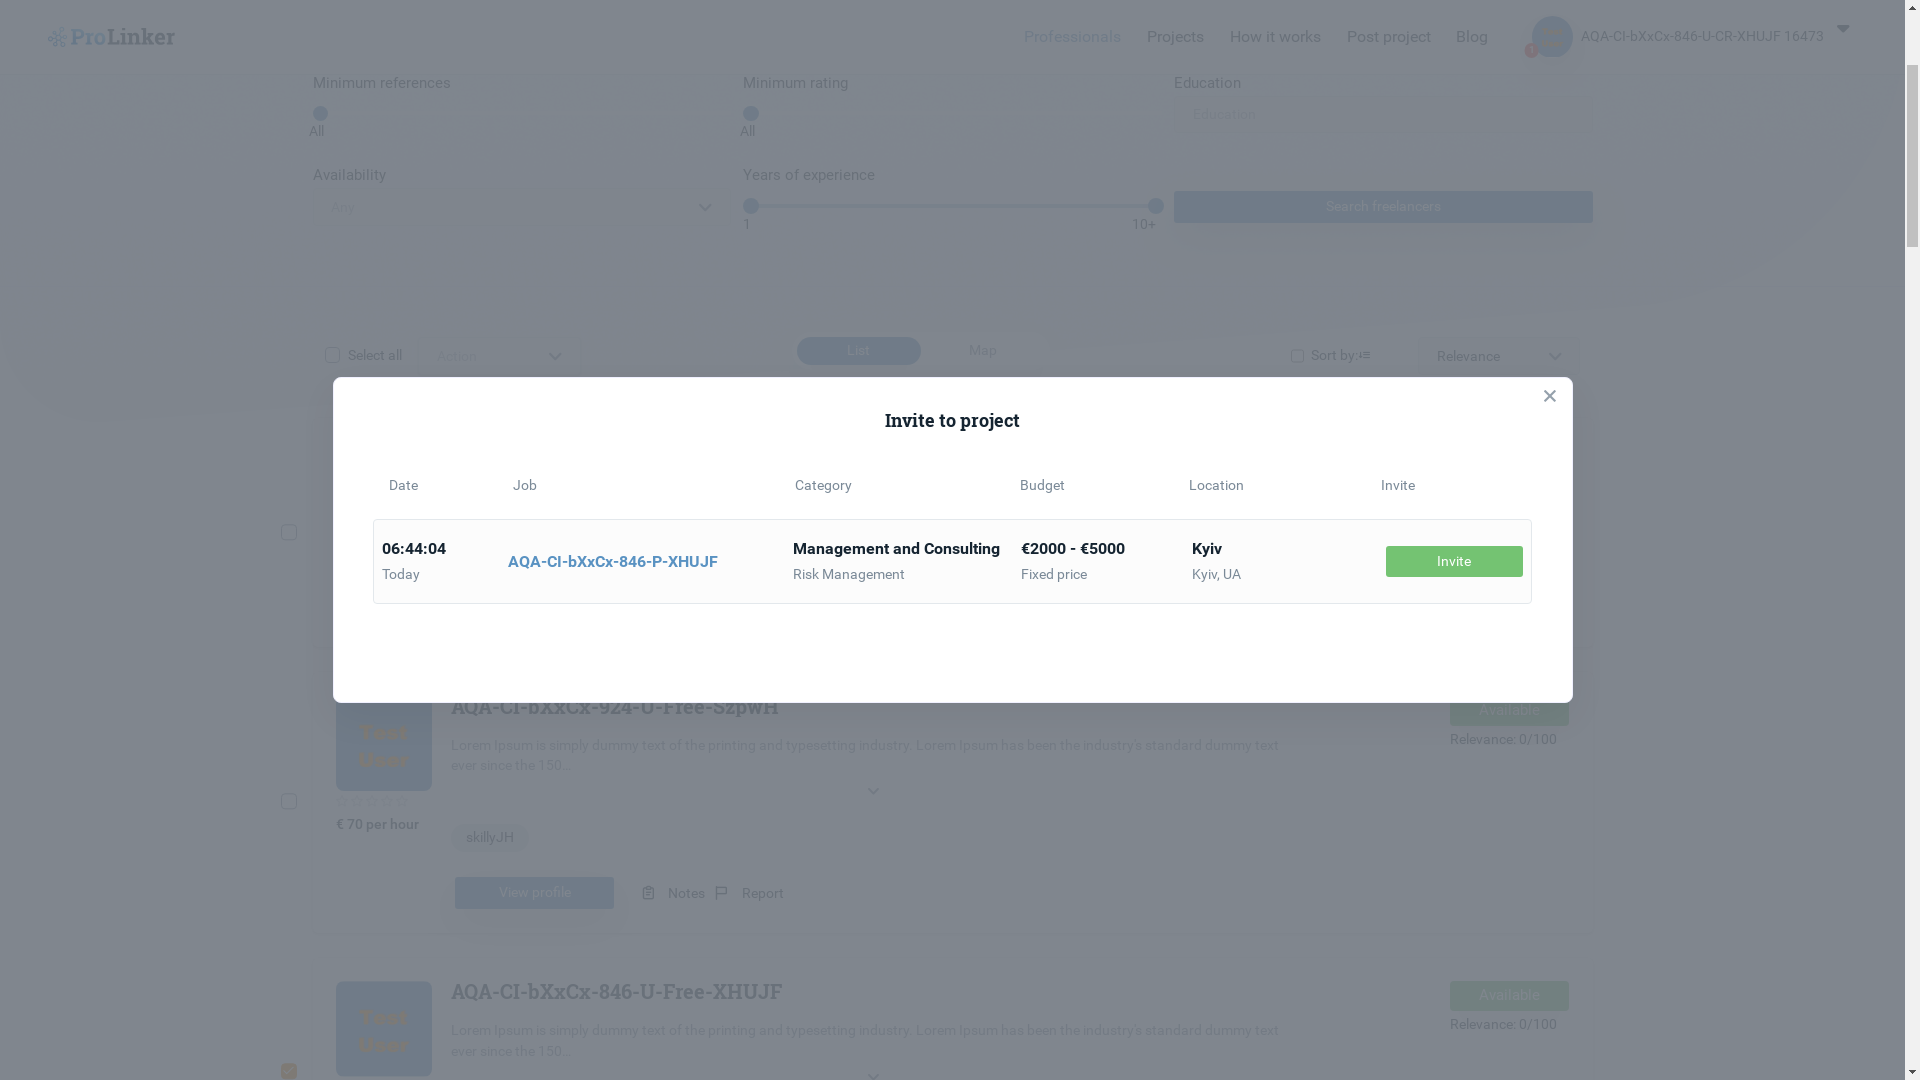 ProLinker
Professionals Projects How it works Post project Blog
1
AQA-CI-bXxCx-846-U-CR-XHUJF 16473
Minimum references Minimum rating Education
All All Education
Availability Years of experience
Any
1 10+
Search freelancers
Select all Action List Map Sort by: Relevance
Invite to project
Date Job Category Budget Location Invite
06:44:04
Today
AQA-CI-bXxCx-846-P-XHUJF
Management and Consulting
Risk Management
€2000 - €5000
Fixed price
Kyiv
Kyiv, UA
Invite
AQA-CI-bXxCx-924-U-Free-SzpwH
Available
Relevance: 0/100
Test
User
Lorem Ipsum is simply dummy text of the printing and typesetting industry. Lorem Ipsum has been the industry's standard dummy text
ever since the 150...
€ 70 per hour
skillyJH
View profile Notes Report
AQA-CI-bXxCx-846-U-Free-XHUJF
Available
Relevance: 0/100
Test
User
Lorem Ipsum is simply dummy text of the printing and typesetting industry. Lorem Ipsum has been the industry's standard dummy text
ever since the 150...